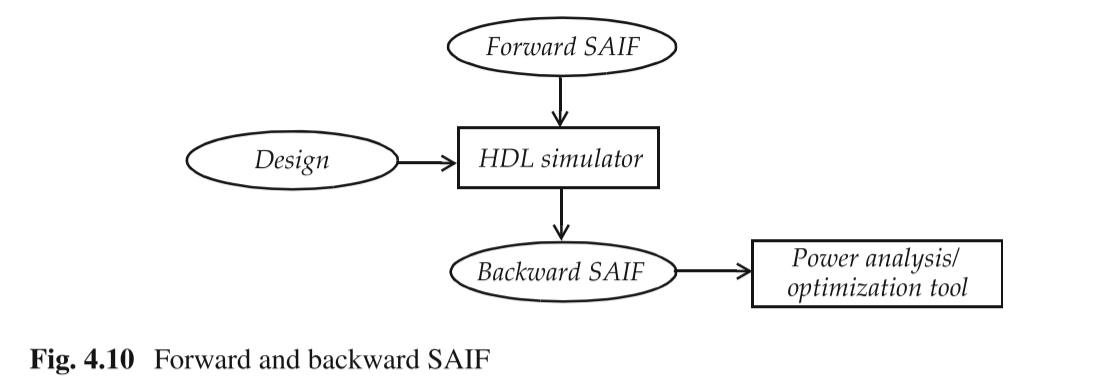 Forward SAIF
Design
HDL simulator
Backward SAIF
Power analysis/
optimization tool
Fig. 4.10 Forward and backward SAIF